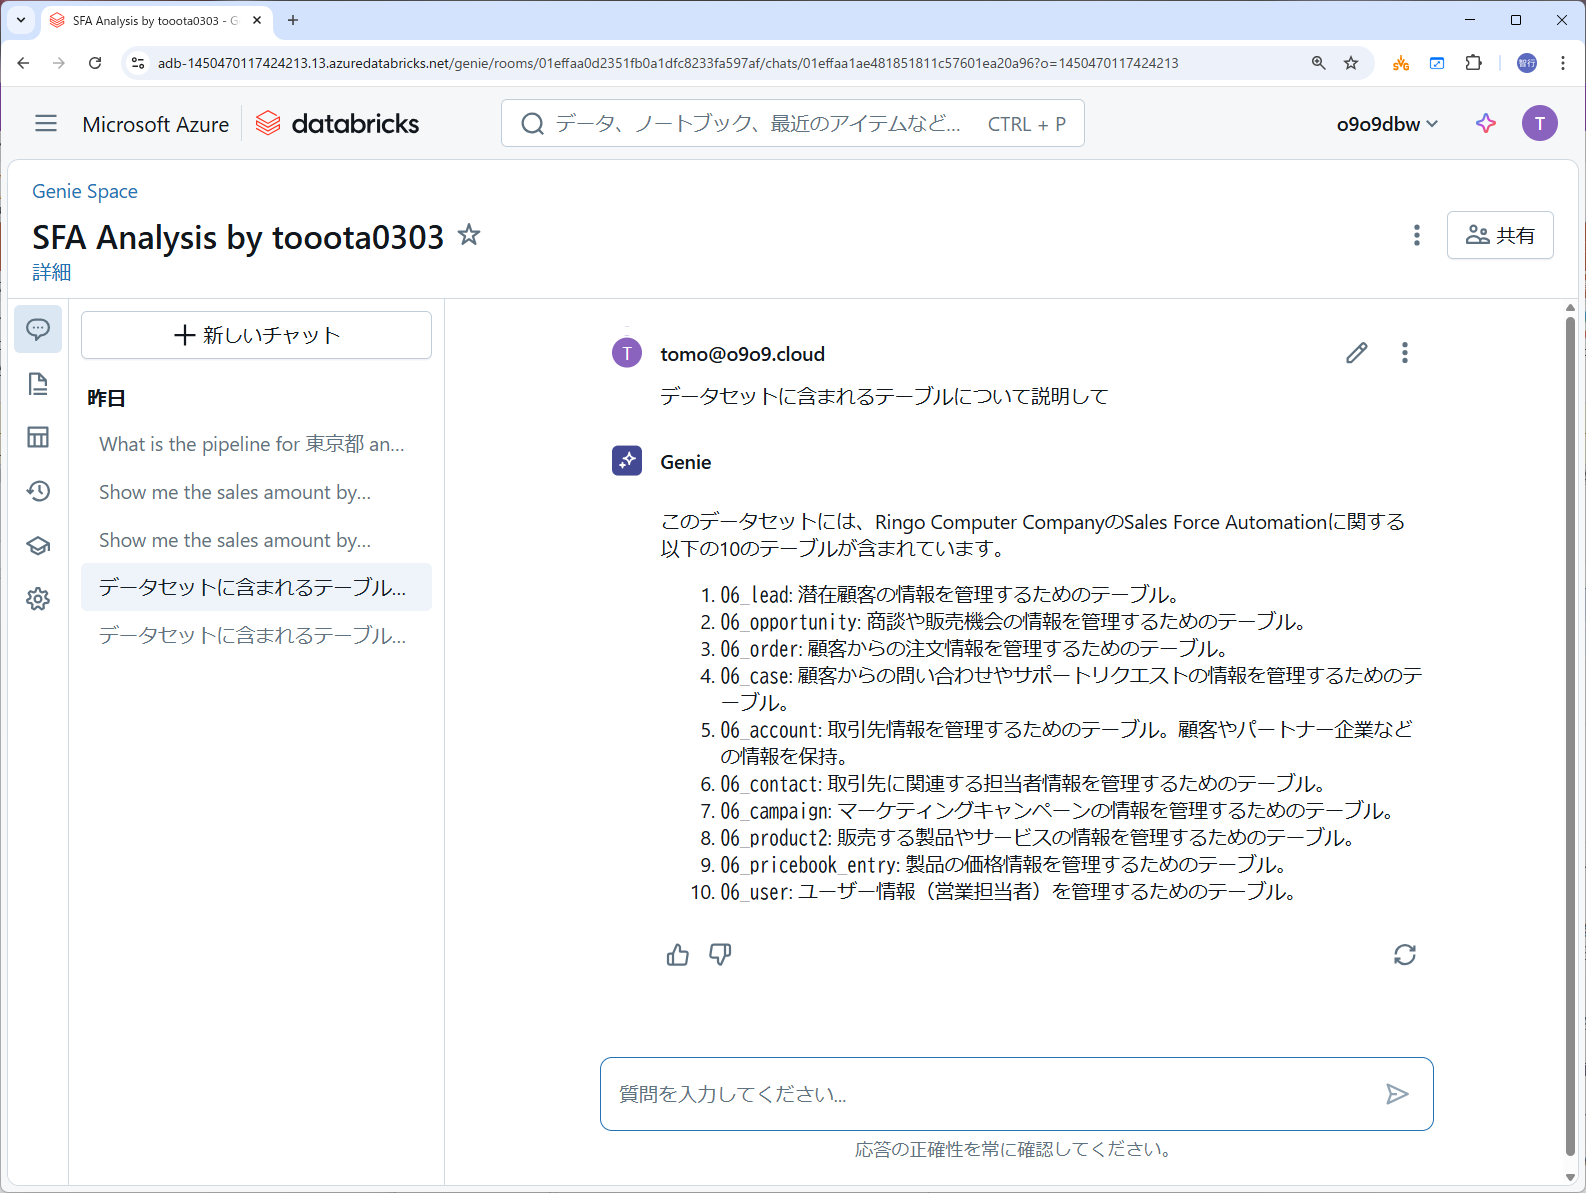 SFA Analysis by tooota0303 - G
adb-1450470117424213.13.azuredatabricks.net/genie/rooms/01effaa0d2351fb0a1dfc8233fa597af/chats/01effaa1ae481851811c57601ea20a96?o=1450470117424213
智行
Microsoft Azure databricks
データ、ノートブック、最近のアイテムなど... CTRL + P
o9o9dbw
T
Genie Space
SFA Analysis by tooota0303
共有
詳細
新しいチャット
昨日
What is the pipeline for 東京都 an...
Show me the sales amount by...
Show me the sales amount by...
データセットに含まれるテーブル...
データセットに含まれるテーブル...
T tomo@o9o9.cloud
データセットに含まれるテーブルについて説明して
Genie
このデータセットには、Ringo Computer CompanyのSales Force Automationに関する
以下の10のテーブルが含まれています。
1. 06_lead: 潜在顧客の情報を管理するためのテーブル。
2. 06_opportunity: 商談や販売機会の情報を管理するためのテーブル。
3. 06_order: 顧客からの注文情報を管理するためのテーブル。
4. 06_case: 顧客からの問い合わせやサポートリクエストの情報を管理するためのテ
ーブル。
5. 06_account: 取引先情報を管理するためのテーブル。顧客やパートナー企業など
の情報を保持。
6. 06_contact: 取引先に関連する担当者情報を管理するためのテーブル。
7. 06_campaign: マーケティングキャンペーンの情報を管理するためのテーブル。
8. 06_product2: 販売する製品やサービスの情報を管理するためのテーブル。
9. 06_pricebook_entry: 製品の価格情報を管理するためのテーブル。
10. 06_user: ユーザー情報（営業担当者）を管理するためのテーブル。
質問を入力してください...
応答の正確性を常に確認してください。